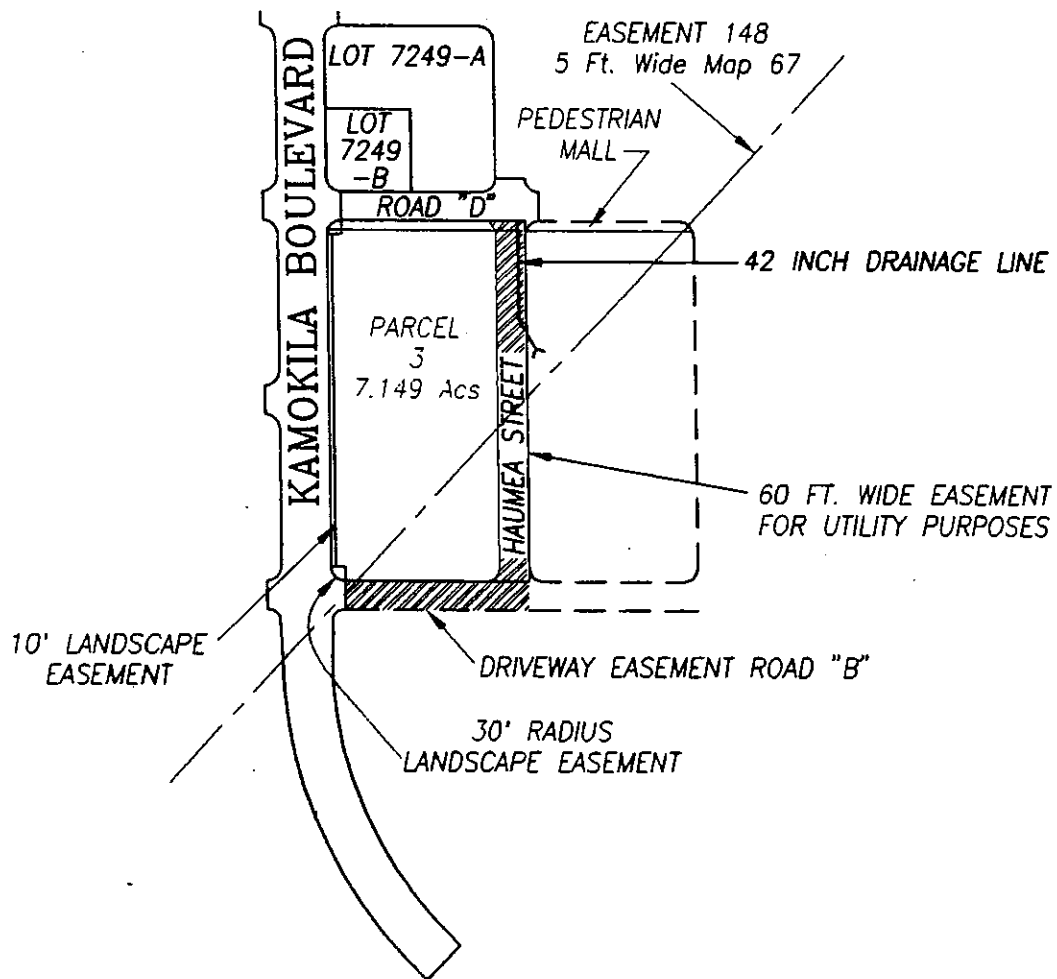 EASEMENT 148
5 Ft. Wide Map 67
KAMOKILA BOULEVARD
LOT 7249-A
LOT
7249
-B
PEDESTRIAN
MALL
ROAD "D"
42 INCH DRAINAGE LINE
PARCEL
3
7.149 Acs
HAUMEA STREET
60 FT. WIDE EASEMENT
FOR UTILITY PURPOSES
10' LANDSCAPE
EASEMENT
DRIVEWAY EASEMENT ROAD "B"
30' RADIUS
LANDSCAPE EASEMENT